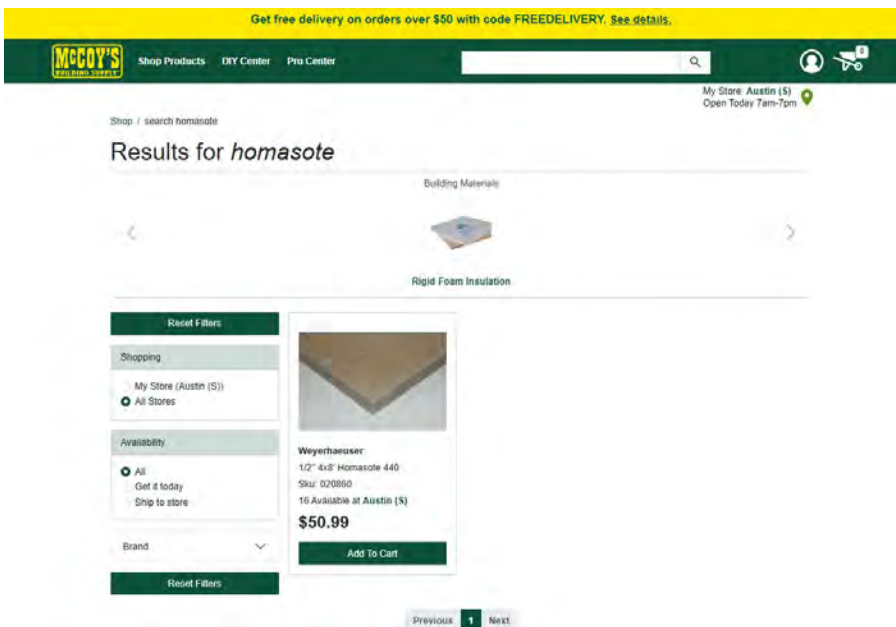 Get free delivery on orders over $50 with code FREEDELIVERY. See details.
McCOY'S
BUILDING SUPPLY
Shop Products DIY Center Pro Center
0
My Store: Austin (S)
Open Today 7am-7pm
Shop / search homasote
Results for homasote
Building Materials
Rigid Foam Insulation
Reset Filters
Shopping
My Store (Austin (S))
All Stores
Availability
All
Get it today
Ship to store
Brand
Reset Filters
Weyerhaeuser
1/2" 4x8' Homasote 440
Sku: 020860
16 Available at Austin (S)
$50.99
Add To Cart
Previous 1 Next